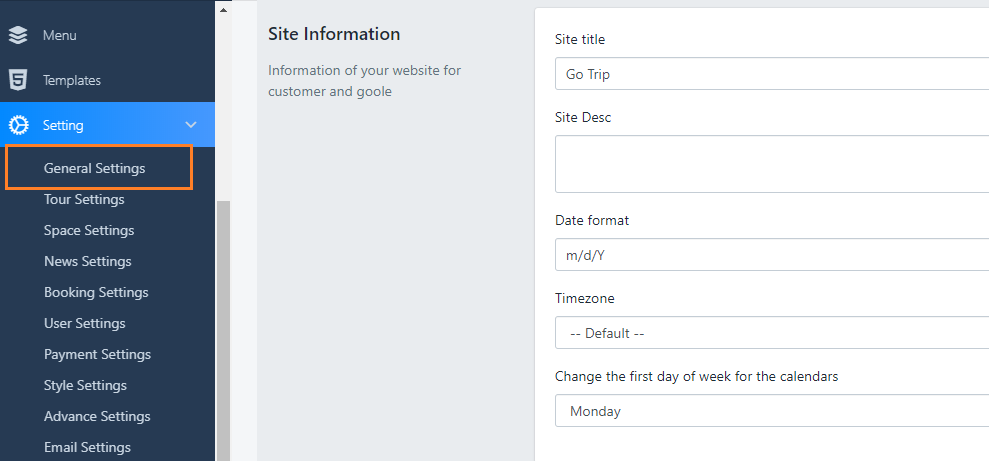 Menu
Templates
Setting
General Settings
Tour Settings
Space Settings
News Settings
Booking Settings
User Settings
Payment Settings
Style Settings
Advance Settings
Email Settings
Site Information
Information of your website for
customer and goole
Site title
Go Trip
Site Desc
Date format
m/d/Y
Timezone
-- Default --
Change the first day of week for the calendars
Monday